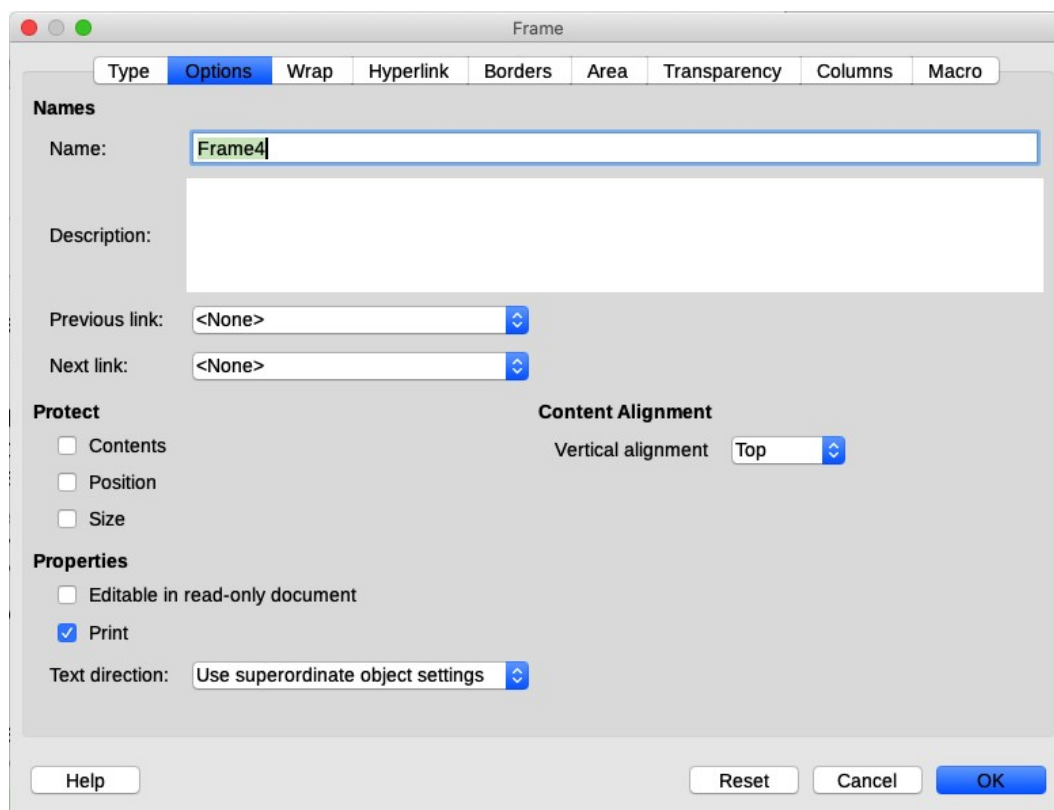 Frame
Type Options Wrap Hyperlink Borders Area Transparency Columns Macro
Names
Name: Frame4
Description:
Previous link: <None>
Next link: <None>
Protect Content Alignment
Contents Vertical alignment Top
Position
Size
Properties
Editable in read-only document
Print
Text direction: Use superordinate object settings
Help Reset Cancel OK